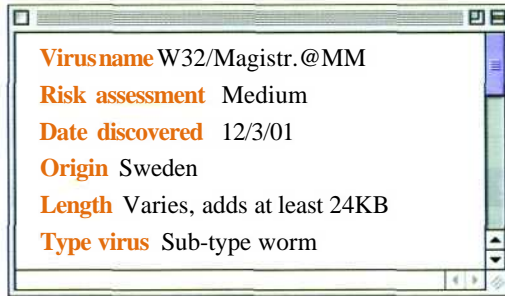 Virus name W32/Magistr.@MM
Risk assessment Medium
Date discovered 12/3/01
Origin Sweden
Length Varies, adds at least 24KB
Type virus Sub-type worm